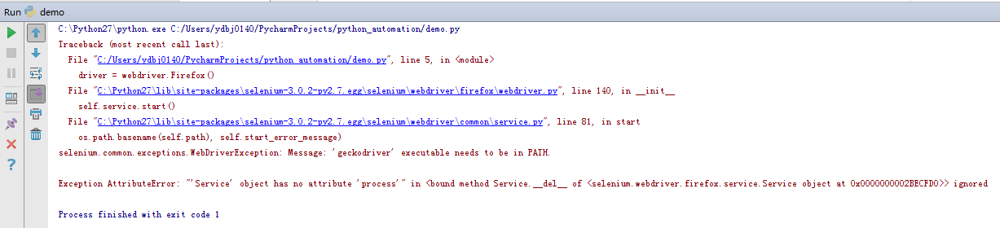 Run demo
C:\Python27\python.exe C:/Users/ydbj0140/PycharmProjects/python_automation/demo.py
Traceback (most recent call last):
File "C:/Users/ydbj0140/PycharmProjects/python_automation/demo.py", line 5, in <module>
driver = webdriver.Firefox()
File "C:\Python27\lib\site-packages\selenium-3.0.2-py2.7.egg\selenium\webdriver\firefox\webdriver.py", line 140, in __init__
self.service.start()
File "C:\Python27\lib\site-packages\selenium-3.0.2-py2.7.egg\selenium\webdriver\common\service.py", line 81, in start
os.path.basename(self.path), self.start_error_message)
selenium.common.exceptions.WebDriverException: Message: 'geckodriver' executable needs to be in PATH.
Exception AttributeError: "'Service' object has no attribute 'process'" in <bound method Service.__del__ of <selenium.webdriver.firefox.service.Service object at 0x0000000002BECFD0>> ignored
Process finished with exit code 1